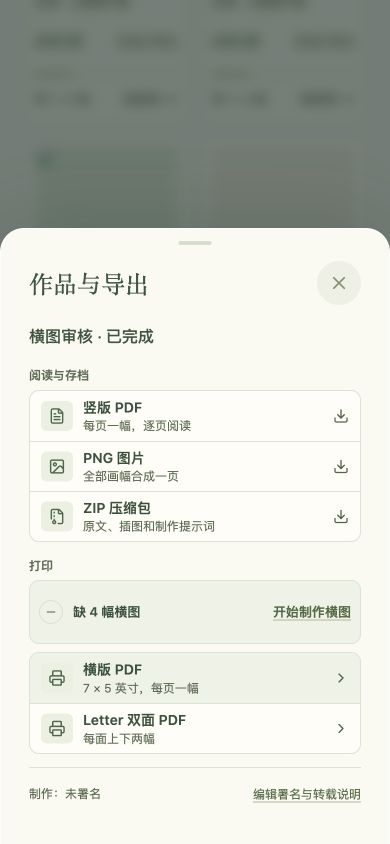 作品与导出
横图审核 · 已完成
阅读与存档
竖版 PDF
每页一幅，逐页阅读
PNG 图片
全部画幅合成一页
ZIP 压缩包
原文、插图和制作提示词
打印
缺 4 幅横图
开始制作横图
横版 PDF
7 × 5 英寸，每页一幅
Letter 双面 PDF
每面上下两幅
制作：未署名
编辑署名与转载说明